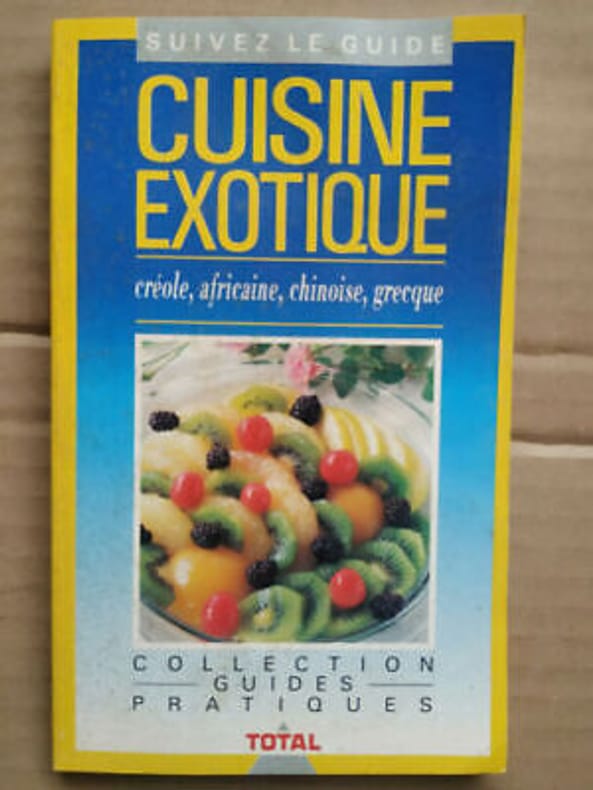 SUIVEZ LE GUIDE
CUISINE
EXOTIQUE
créole, africaine, chinoise, grecque
COLLECTION
GUIDES
PRATIQUES
TOTAL